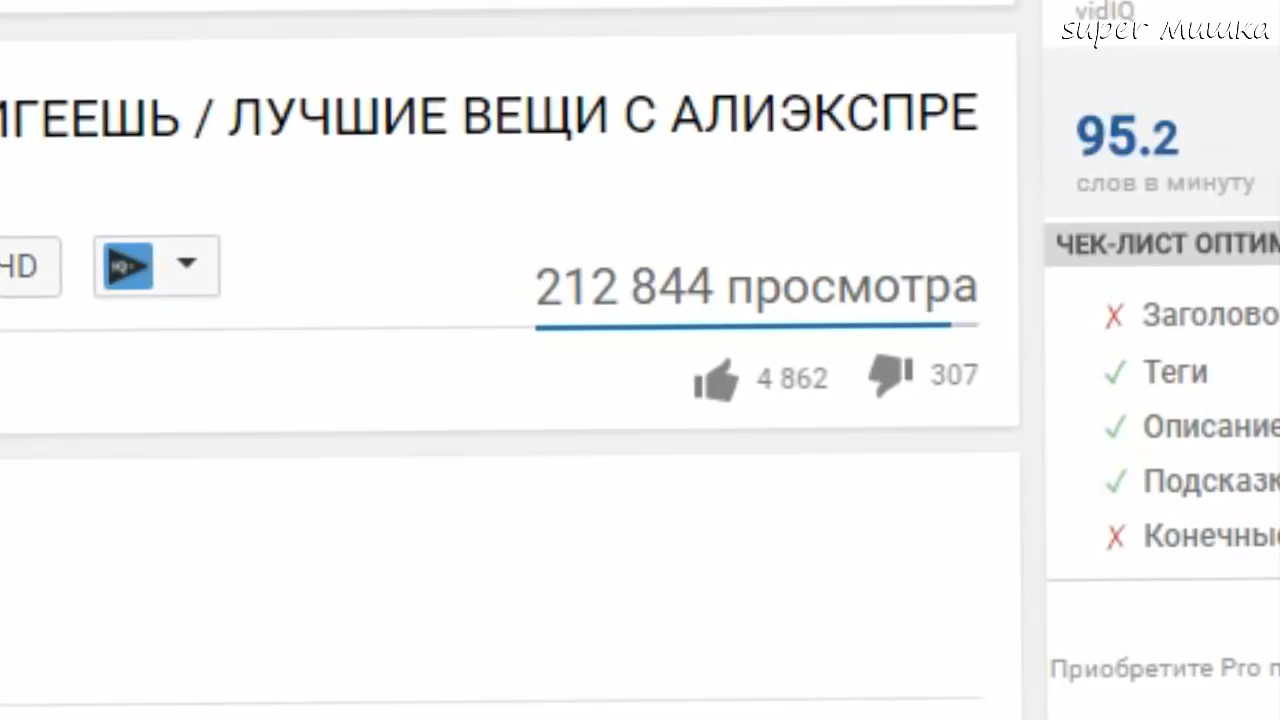 vidIQ
super мишка
ИГЕЕШЬ / ЛУЧШИЕ ВЕЩИ С АЛИЭКСПРЕ
95.2
слов в минуту
ЧЕК-ЛИСТ ОПТИМ
HD
212 844 просмотра
4 862
307
Заголово
Теги
Описание
Подсказк
Конечны
Приобретите Pro п